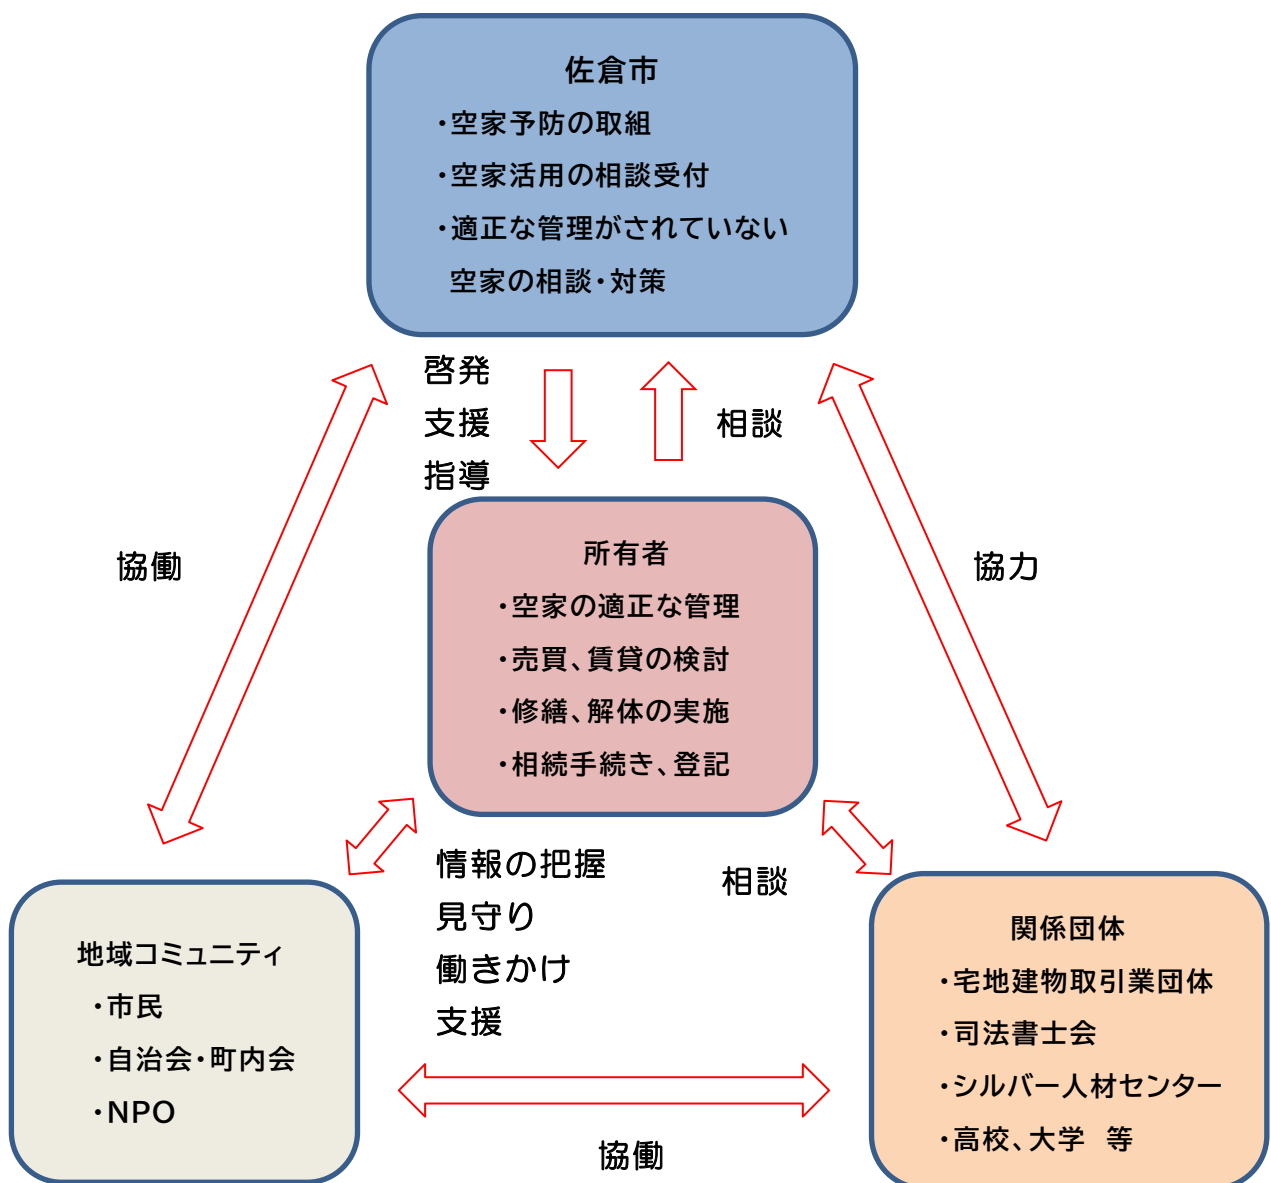 佐倉市
・空家予防の取組
・空家活用の相談受付
・適正な管理がされていない
空家の相談・対策
啓発
支援
指導
相談
協働
協力
所有者
・空家の適正な管理
・売買、賃貸の検討
・修繕、解体の実施
・相続手続き、登記
情報の把握
見守り
働きかけ
支援
相談
地域コミュニティ
・市民
・自治会・町内会
・NPO
関係団体
・宅地建物取引業団体
・司法書士会
・シルバー人材センター
・高校、大学　等
協働